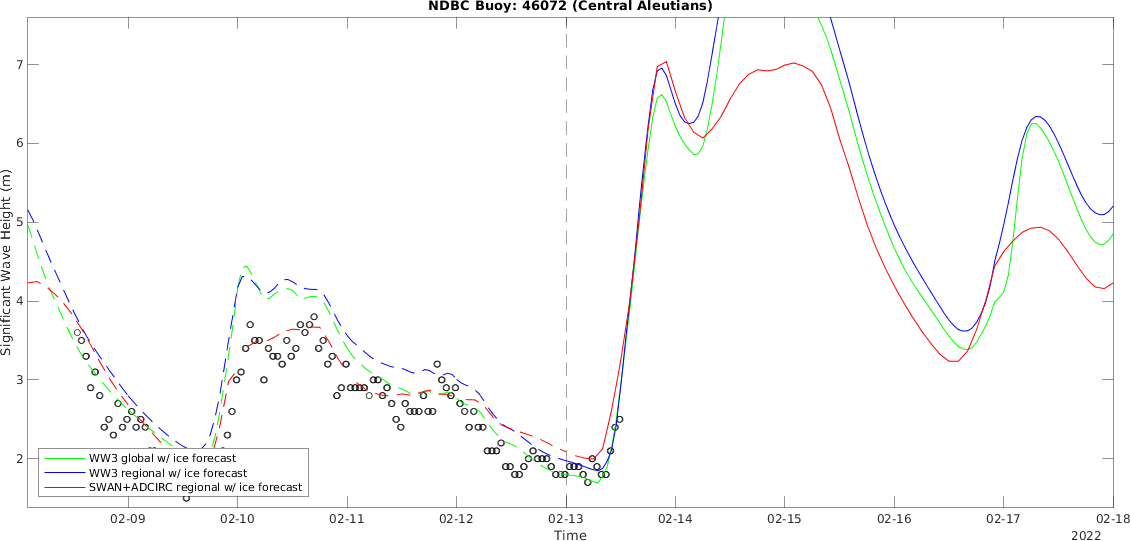 NDBC Buoy: 46072 (Central Aleutians)
Significant Wave Height (m)
7
6
5
4
3
2
WW3 global w/ ice forecast
WW3 regional w/ ice forecast
SWAN+ADCIRC regional w/ ice forecast
02-09 02-10 02-11 02-12 02-13 02-14 02-15 02-16 02-17 02-18
Time
2022